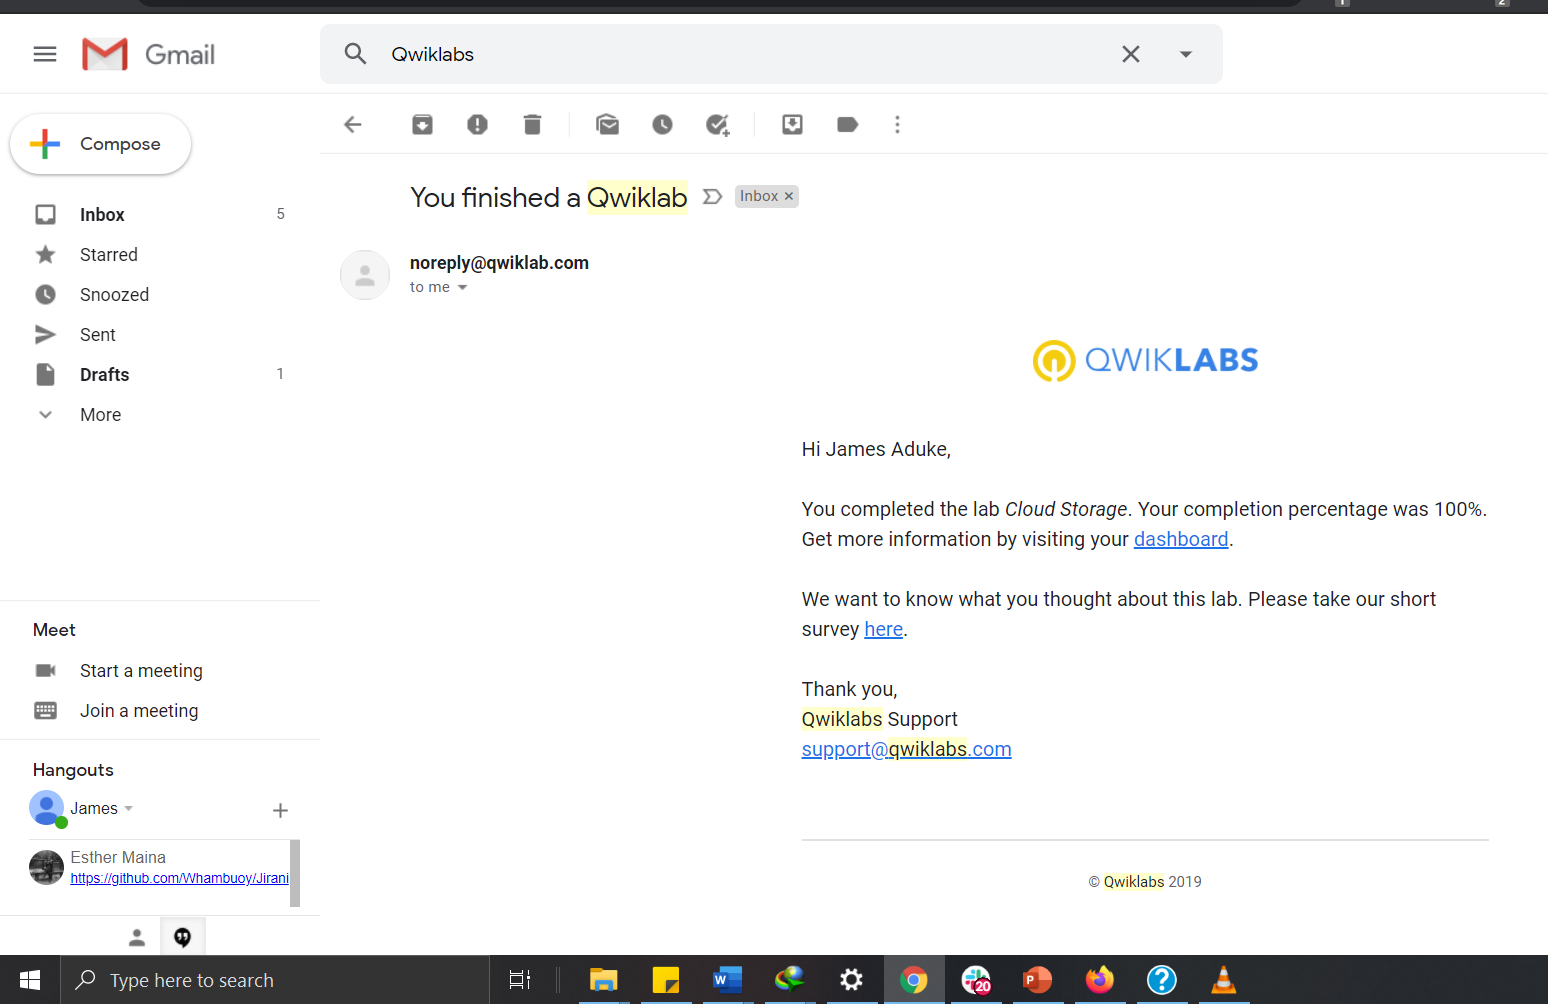 Gmail
Qwiklabs
Compose
Inbox 5
Starred
Snoozed
Sent
Drafts 1
More
You finished a Qwiklab Inbox
noreply@qwiklab.com
to me
QWIKLABS
Hi James Aduke,
You completed the lab Cloud Storage. Your completion percentage was 100%.
Get more information by visiting your dashboard.
We want to know what you thought about this lab. Please take our short
survey here.
Thank you,
Qwiklabs Support
support@qwiklabs.com
© Qwiklabs 2019
Meet
Start a meeting
Join a meeting
Hangouts
James
Esther Maina
https://github.com/Whambuoy/Jirani
Type here to search
W
20
P